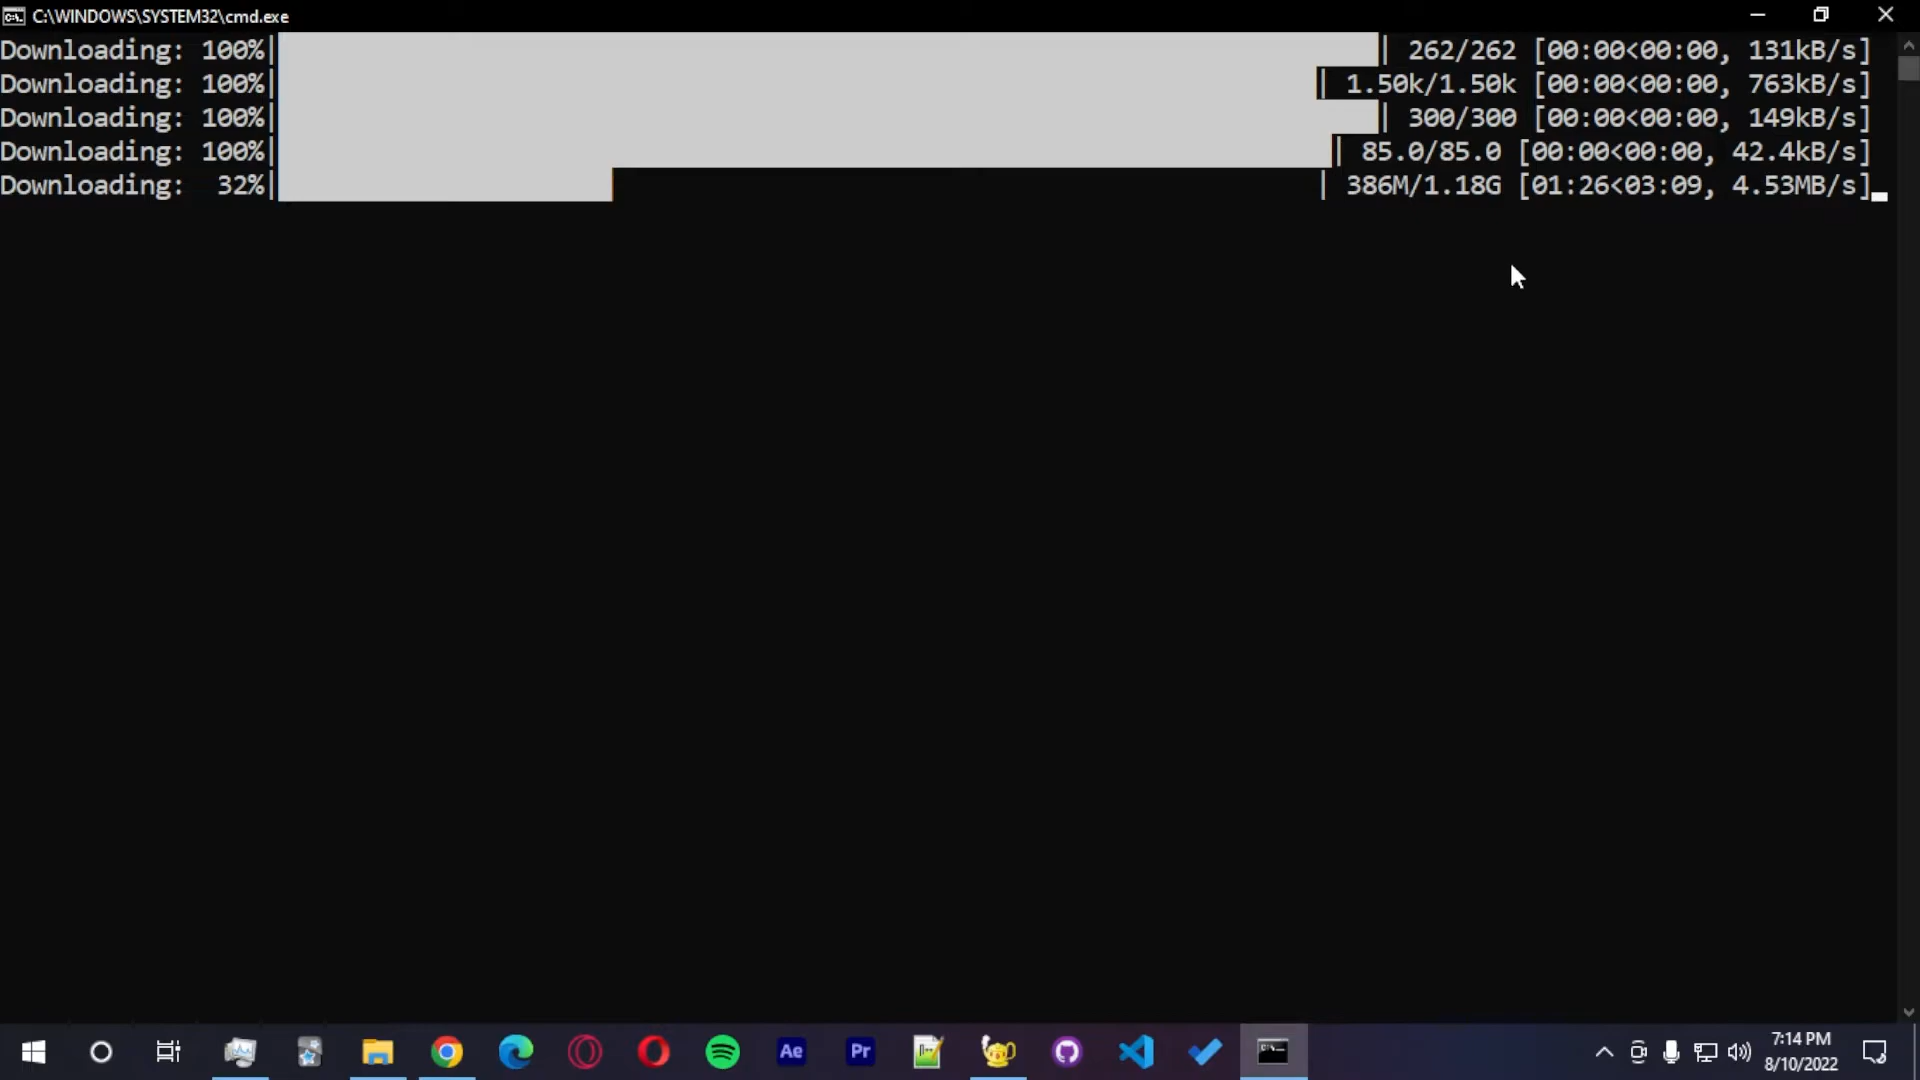 C:\WINDOWS\SYSTEM32\cmd.exe
Downloading: 100%| | 262/262 [00:00<00:00, 131kB/s]
Downloading: 100%| | 1.50k/1.50k [00:00<00:00, 763kB/s]
Downloading: 100%| | 300/300 [00:00<00:00, 149kB/s]
Downloading: 100%| | 85.0/85.0 [00:00<00:00, 42.4kB/s]
Downloading: 32%| | 386M/1.18G [01:26<03:09, 4.53MB/s]
Ae
Pr
7:14 PM
8/10/2022